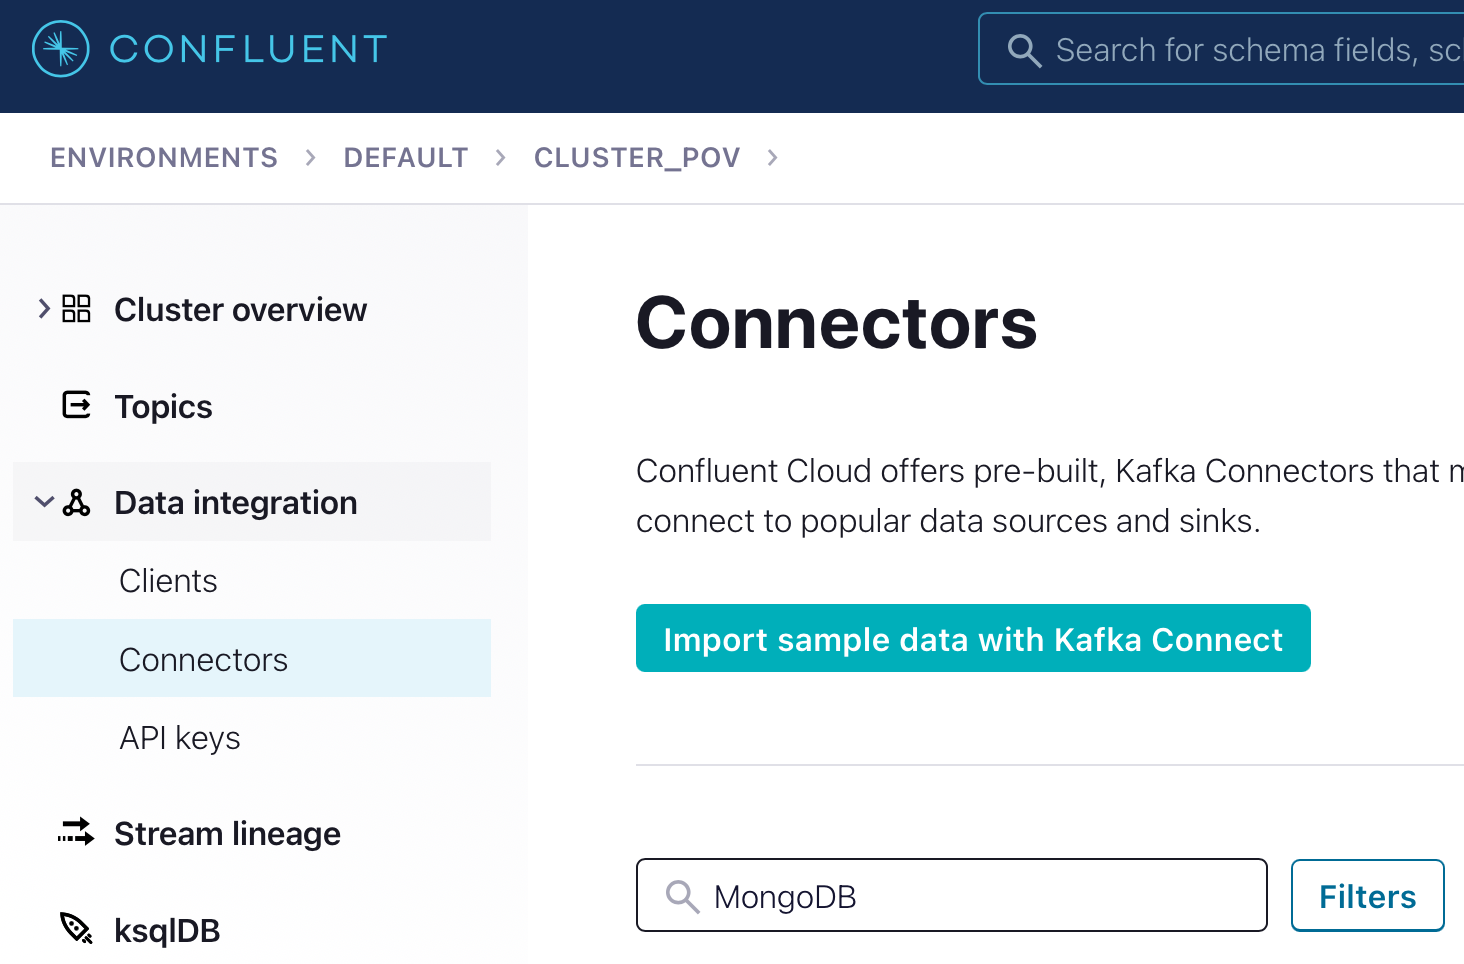 CONFLUENT
Search for schema fields,
ENVIRONMENTS > DEFAULT > CLUSTER_POV >
Cluster overview
Topics
Data integration
Clients
Connectors
API keys
Stream lineage
ksqlDB
Connectors
Confluent Cloud offers pre-built, Kafka Connectors that
connect to popular data sources and sinks.
Import sample data with Kafka Connect
MongoDB
Filters